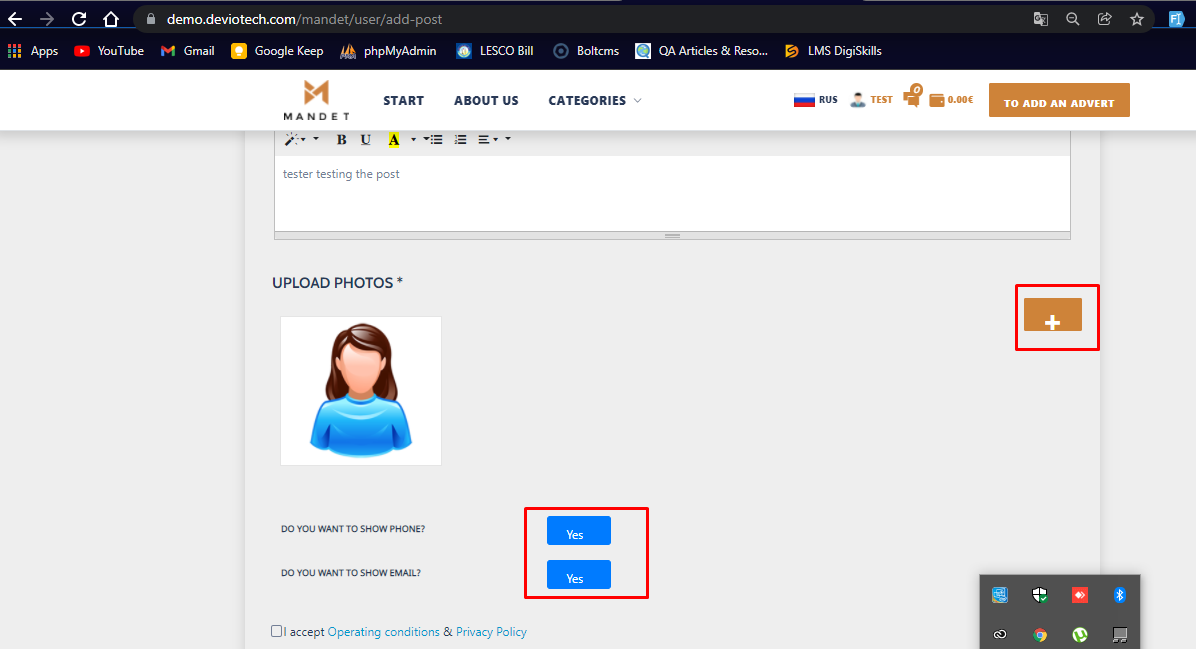 demo.deviotech.com/mandet/user/add-post
Apps YouTube Gmail Google Keep phpMyAdmin LESCO Bill Boltcms QA Articles & Reso... LMS DigiSkills
MANDET START ABOUT US CATEGORIES RUS TEST 0 0.00€ TO ADD AN ADVERT
B U A
tester testing the post
UPLOAD PHOTOS *
+
DO YOU WANT TO SHOW PHONE? Yes
DO YOU WANT TO SHOW EMAIL? Yes
I accept Operating conditions & Privacy Policy